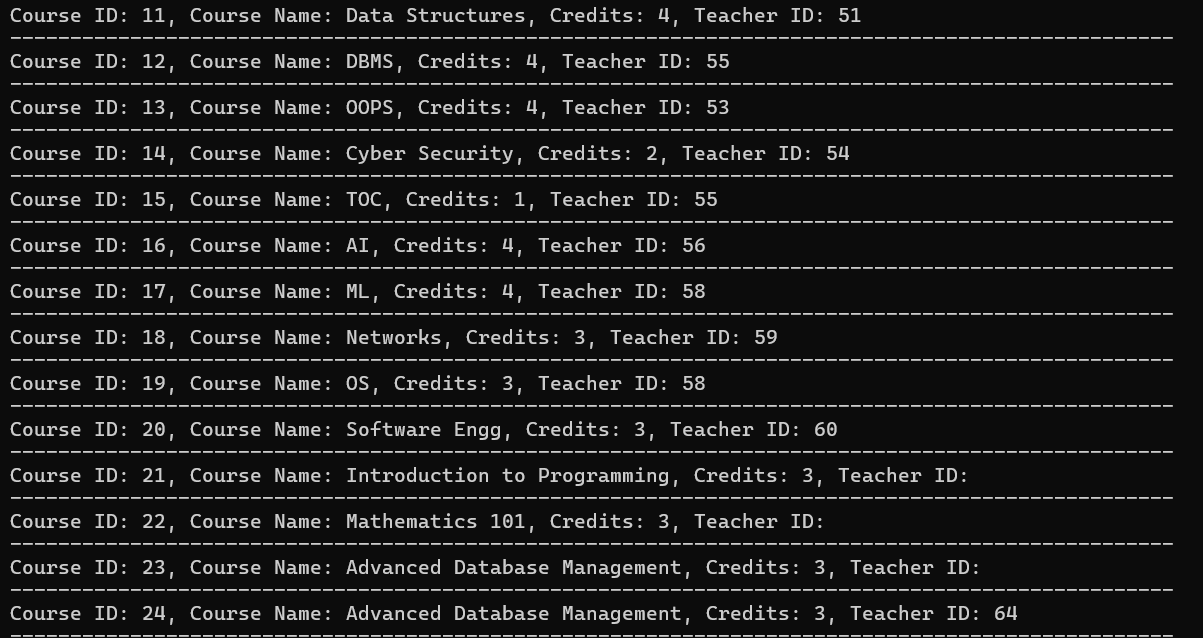 Course ID: 11, Course Name: Data Structures, Credits: 4, Teacher ID: 51
Course ID: 12, Course Name: DBMS, Credits: 4, Teacher ID: 55
Course ID: 13, Course Name: OOPS, Credits: 4, Teacher ID: 53
Course ID: 14, Course Name: Cyber Security, Credits: 2, Teacher ID: 54
Course ID: 15, Course Name: TOC, Credits: 1, Teacher ID: 55
Course ID: 16, Course Name: AI, Credits: 4, Teacher ID: 56
Course ID: 17, Course Name: ML, Credits: 4, Teacher ID: 58
Course ID: 18, Course Name: Networks, Credits: 3, Teacher ID: 59
Course ID: 19, Course Name: OS, Credits: 3, Teacher ID: 58
Course ID: 20, Course Name: Software Engg, Credits: 3, Teacher ID: 60
Course ID: 21, Course Name: Introduction to Programming, Credits: 3, Teacher ID:
Course ID: 22, Course Name: Mathematics 101, Credits: 3, Teacher ID:
Course ID: 23, Course Name: Advanced Database Management, Credits: 3, Teacher ID:
Course ID: 24, Course Name: Advanced Database Management, Credits: 3, Teacher ID: 64